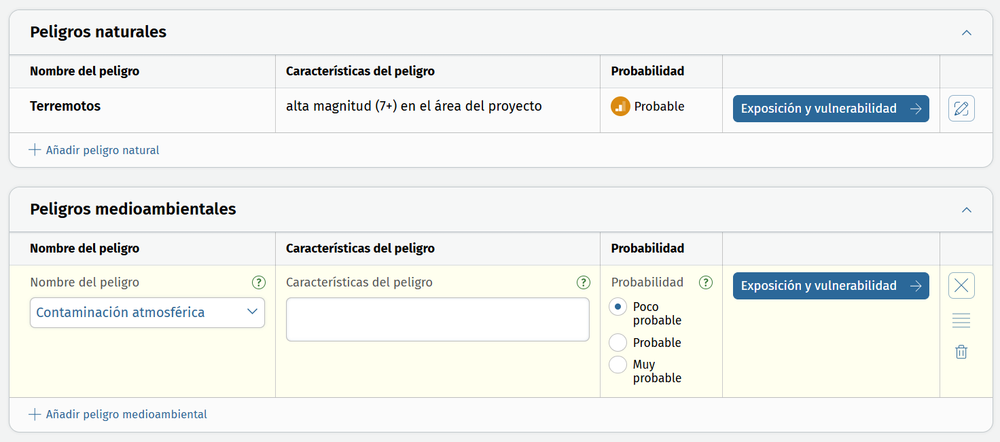 Peligros naturales
Nombre del peligro Características del peligro Probabilidad
Terremotos alta magnitud (7+) en el área del proyecto Probable Exposición y vulnerabilidad
Añadir peligro natural
Peligros medioambientales
Nombre del peligro Características del peligro Probabilidad
Nombre del peligro ? Características del peligro ? Probabilidad ? Exposición y vulnerabilidad
Contaminación atmosférica
Poco
probable
Probable
Muy
probable
Añadir peligro medioambiental